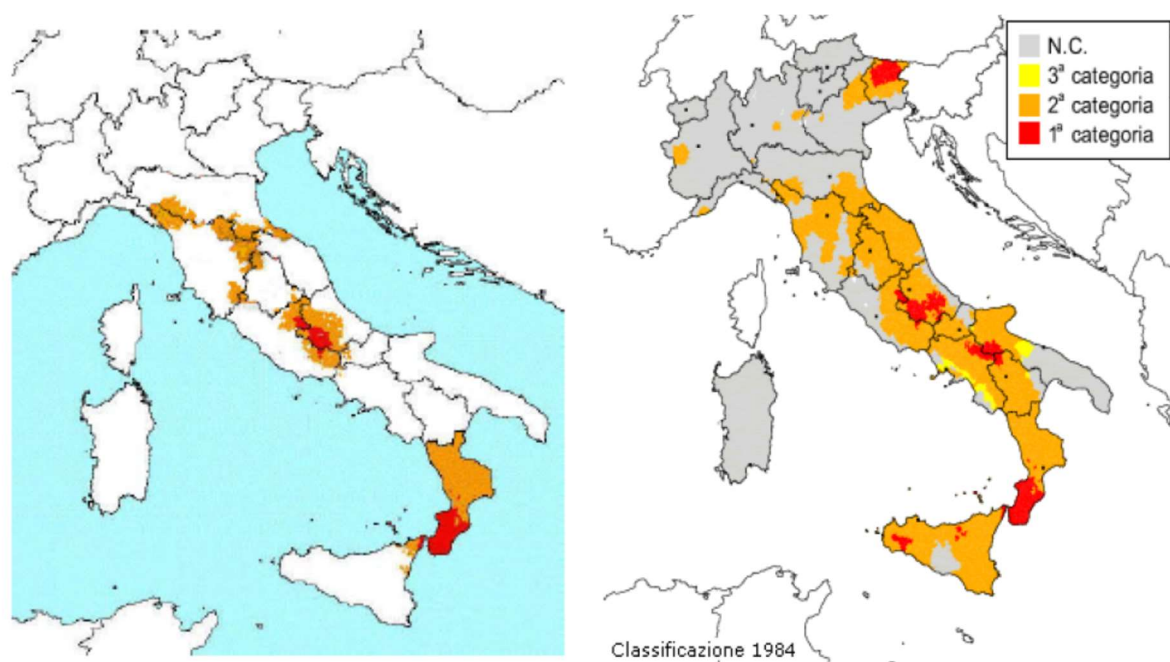 N.C.
3ª categoria
2ª categoria
1ª categoria
Classificazione 1984